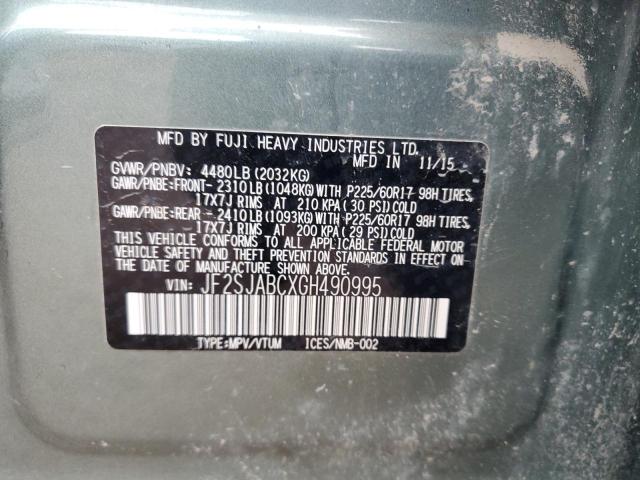 MFD BY FUJI HEAVY INDUSTRIES LTD.
MFD IN 11/15
GVWR/PNBV: 4480LB (2032KG)
GAWR/PNBE:FRONT- 2310LB(1048KG)WITH P225/60R17 98H TIRES,
17X7J RIMS AT 210 KPA(30 PSI)COLD
GAWR/PNBE:REAR - 2410LB(1093KG)WITH P225/60R17 98H TIRES,
17X7J RIMS AT 200 KPA(29 PSI)COLD
THIS VEHICLE CONFORMS TO ALL APPLICABLE FEDERAL MOTOR
VEHICLE SAFETY AND THEFT PREVENTION STANDARDS IN EFFECT ON
THE DATE OF MANUFACTURE SHOWN ABOVE.
VIN: JF2SJABCXGH490995
TYPE:MPV/VTUM ICES/NMB-002